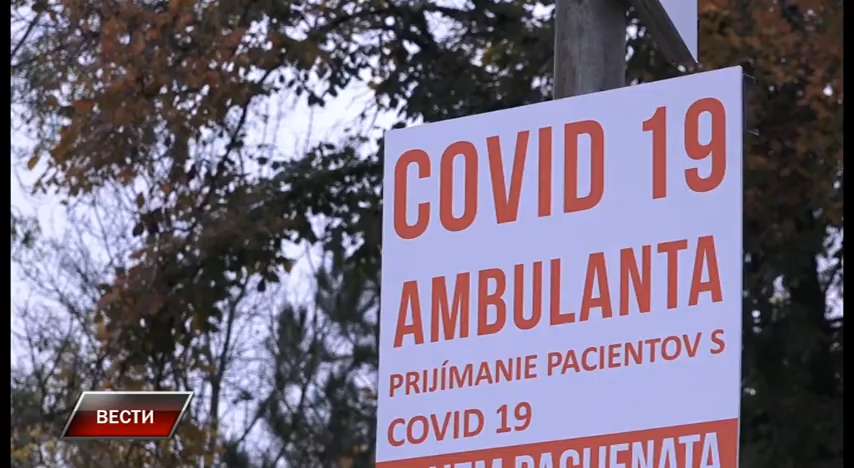 COVID 19
AMBULANTA
PRIJÍMANIE PACIENTOV S
COVID 19
ВЕСТИ